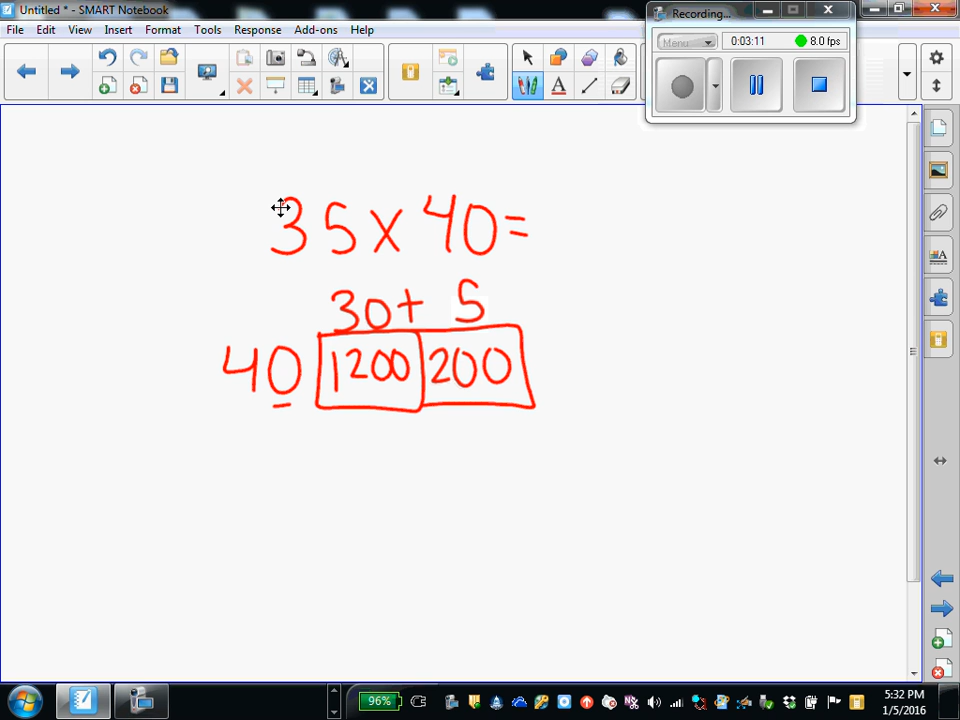 Untitled * - SMART Notebook
Recording...
File Edit View Insert Format Tools Response Add-ons Help
Menu 0:03:11 8.0 fps
35 x 40 =
30 + 5
40 1200 200
96%
5:32 PM
1/5/2016